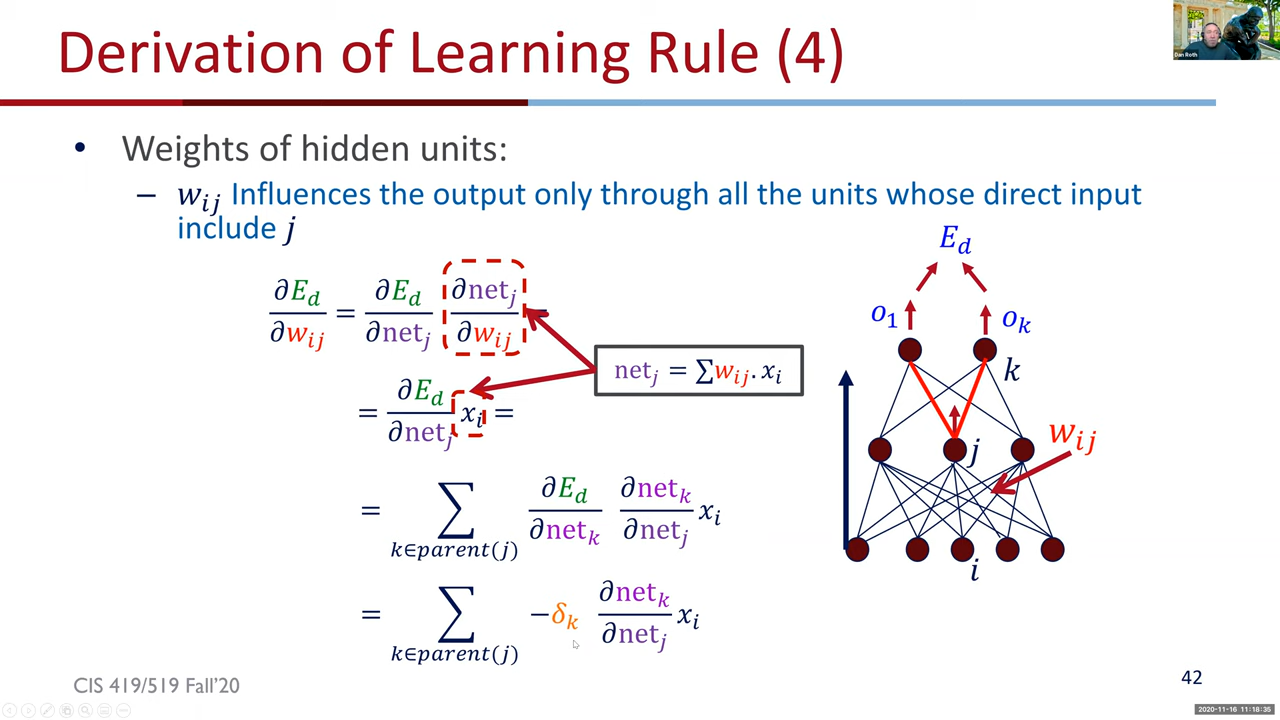 Derivation of Learning Rule (4)
Dan Roth
• Weights of hidden units:
– w_ij Influences the output only through all the units whose direct input
include j
∂E_d/∂w_ij = ∂E_d/∂net_j ∂net_j/∂w_ij =
= ∂E_d/∂net_j x_i =
= ∑_{k∈parent(j)} ∂E_d/∂net_k ∂net_k/∂net_j x_i
= ∑_{k∈parent(j)} −δ_k ∂net_k/∂net_j x_i
net_j = ∑w_ij . x_i
E_d
o_1
o_k
k
j
w_ij
i
CIS 419/519 Fall'20
42
2020-11-16 11:18:35